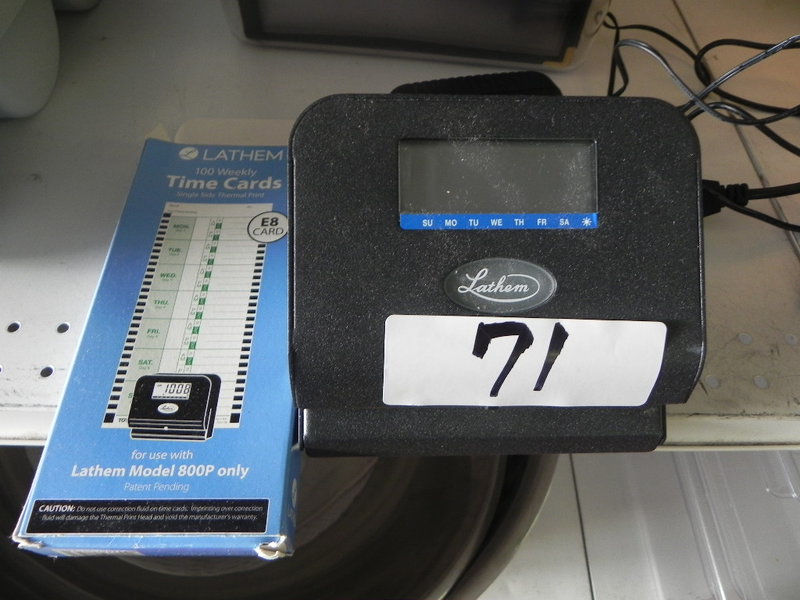 LATHEM
100 Weekly
Time Cards
Single Side Thermal Print
E8
CARD
MON.
TUE.
WED.
THU.
FRI.
SAT.
1008
Lathem
for use with
Lathem Model 800P only
Patent Pending
CAUTION: Do not use correction fluid on time cards. Imprinting over correction
fluid will damage the Thermal Print Head and void the manufacturer's warranty.
SU MO TU WE TH FR SA
Lathem
71